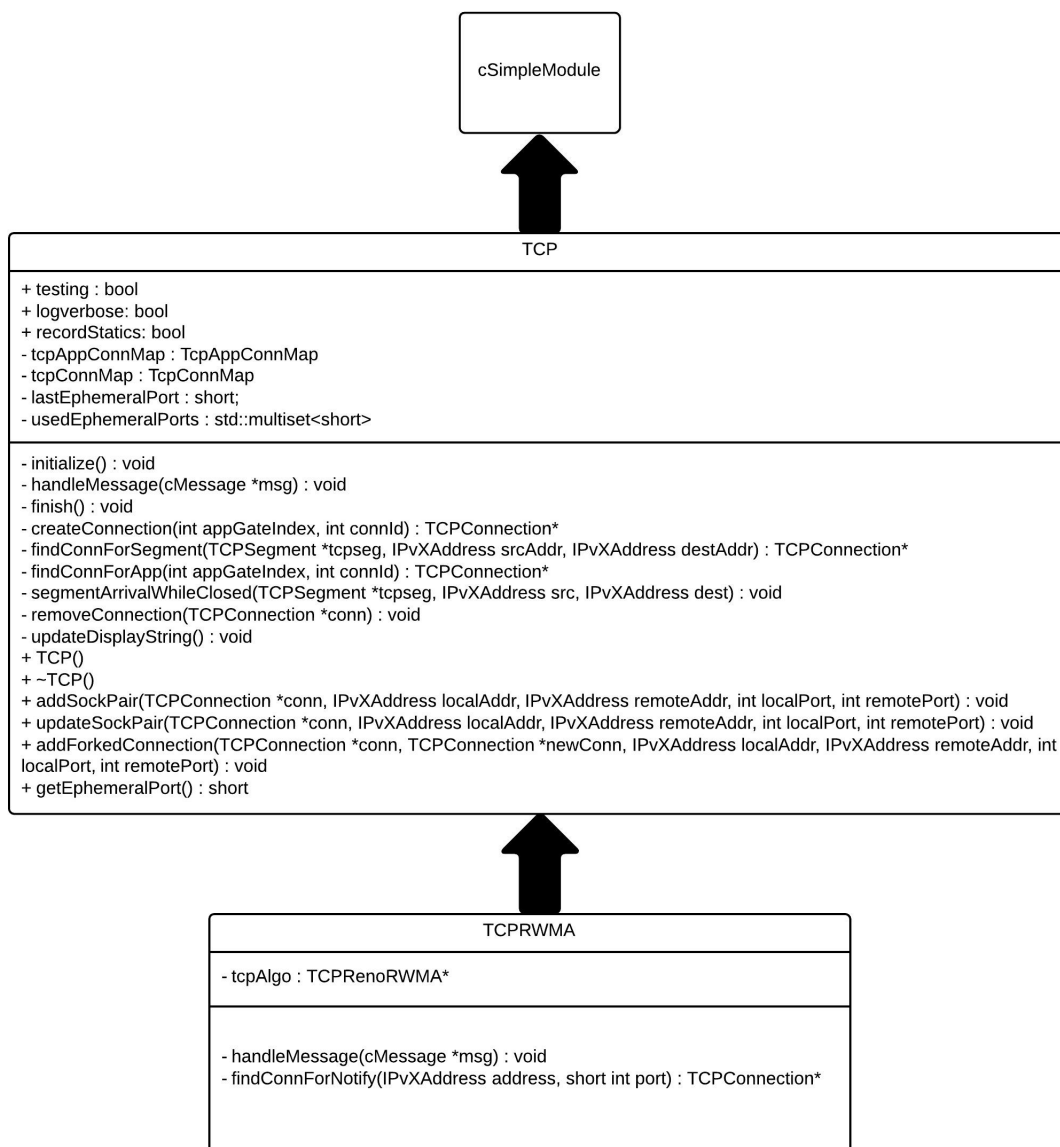 cSimpleModule
TCP
+ testing : bool
+ logverbose: bool
+ recordStatics: bool
- tcpAppConnMap : TcpAppConnMap
- tcpConnMap : TcpConnMap
- lastEphemeralPort : short;
- usedEphemeralPorts : std::multiset<short>
- initialize() : void
- handleMessage(cMessage *msg) : void
- finish() : void
- createConnection(int appGateIndex, int connId) : TCPConnection*
- findConnForSegment(TCPSegment *tcpseg, IPvXAddress srcAddr, IPvXAddress destAddr) : TCPConnection*
- findConnForApp(int appGateIndex, int connId) : TCPConnection*
- segmentArrivalWhileClosed(TCPSegment *tcpseg, IPvXAddress src, IPvXAddress dest) : void
- removeConnection(TCPConnection *conn) : void
- updateDisplayString() : void
+ TCP()
+ ~TCP()
+ addSockPair(TCPConnection *conn, IPvXAddress localAddr, IPvXAddress remoteAddr, int localPort, int remotePort) : void
+ updateSockPair(TCPConnection *conn, IPvXAddress localAddr, IPvXAddress remoteAddr, int localPort, int remotePort) : void
+ addForkedConnection(TCPConnection *conn, TCPConnection *newConn, IPvXAddress localAddr, IPvXAddress remoteAddr, int
localPort, int remotePort) : void
+ getEphemeralPort() : short
TCPRWMA
- tcpAlgo : TCPRenoRWMA*
- handleMessage(cMessage *msg) : void
- findConnForNotify(IPvXAddress address, short int port) : TCPConnection*